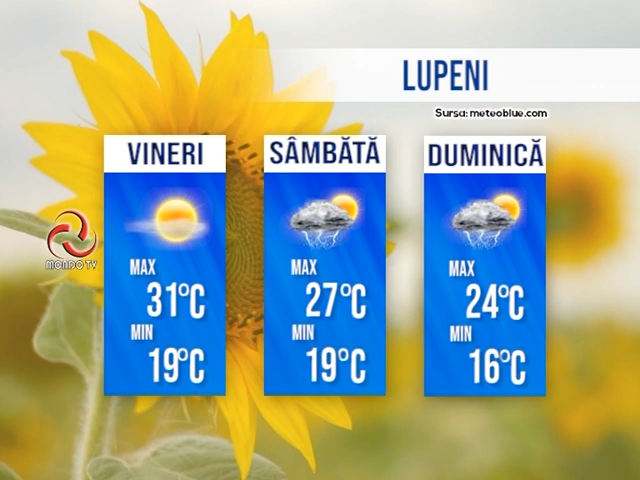 LUPENI
Sursa: meteoblue.com
VINERI
MAX
31°C
MIN
19°C
SÂMBĂTĂ
MAX
27°C
MIN
19°C
DUMINICĂ
MAX
24°C
MIN
16°C
MONDO TV